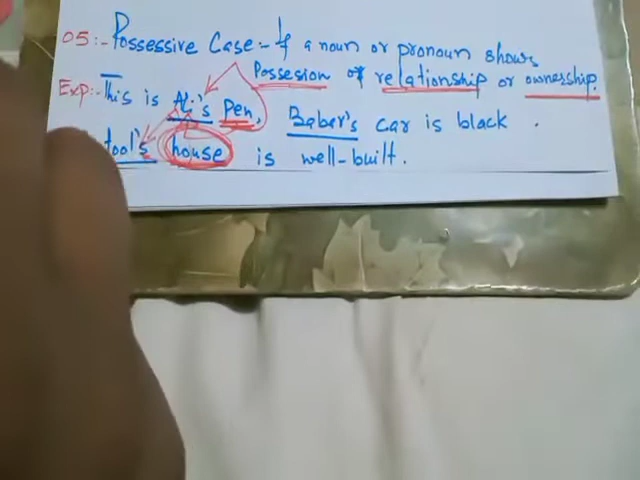 05:- Possessive Case:- If a noun or pronoun shows
Possesion of relationship or ownership.
Exp:- This is Ali's Pen, Baber's car is black.
fool's house is well-built.